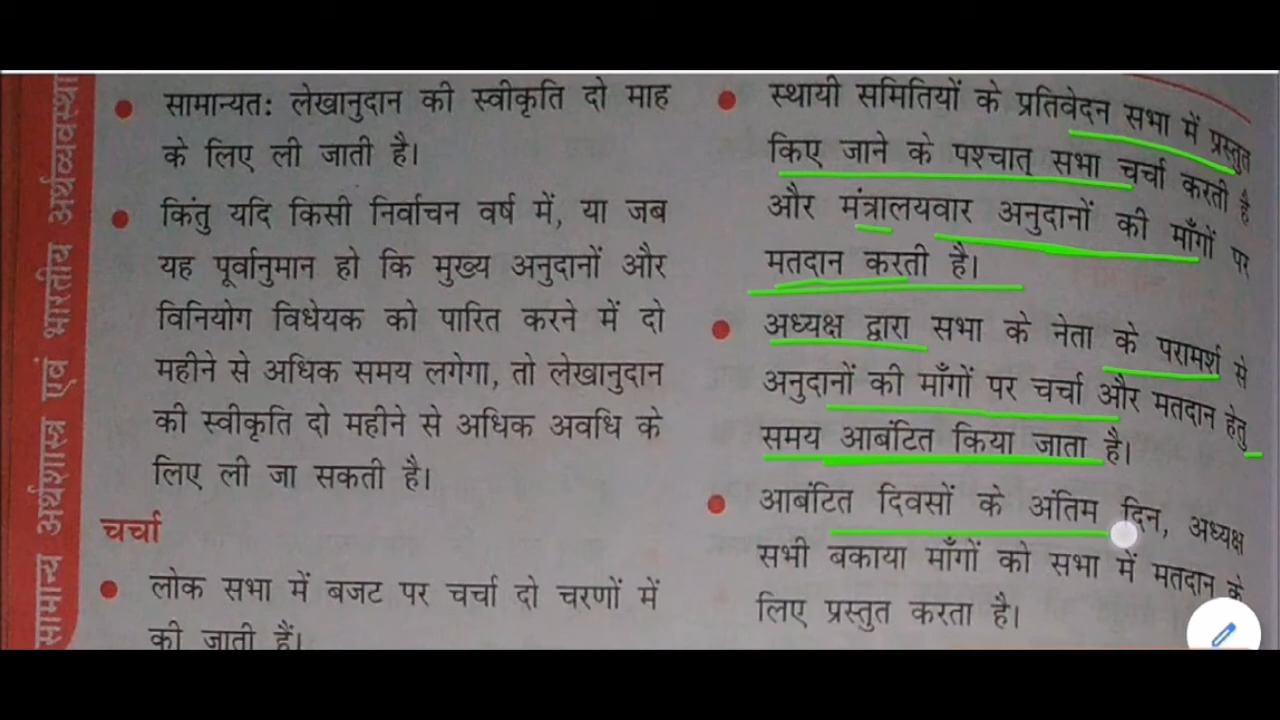 सामान्य अर्थशास्त्र एवं भारतीय अर्थव्यवस्था
सामान्यत: लेखानुदान की स्वीकृति दो माह
के लिए ली जाती है।
किंतु यदि किसी निर्वाचन वर्ष में, या जब
यह पूर्वानुमान हो कि मुख्य अनुदानों और
विनियोग विधेयक को पारित करने में दो
महीने से अधिक समय लगेगा, तो लेखानुदान
की स्वीकृति दो महीने से अधिक अवधि के
लिए ली जा सकती है।
चर्चा
लोक सभा में बजट पर चर्चा दो चरणों में
की जाती हैं।
स्थायी समितियों के प्रतिवेदन सभा में प्रस्तुत
किए जाने के पश्चात् सभा चर्चा करती है
और मंत्रालयवार अनुदानों की माँगों पर
मतदान करती है।
अध्यक्ष द्वारा सभा के नेता के परामर्श से
अनुदानों की माँगों पर चर्चा और मतदान हेतु
समय आबंटित किया जाता है।
आबंटित दिवसों के अंतिम दिन, अध्यक्ष
सभी बकाया माँगों को सभा में मतदान के
लिए प्रस्तुत करता है।